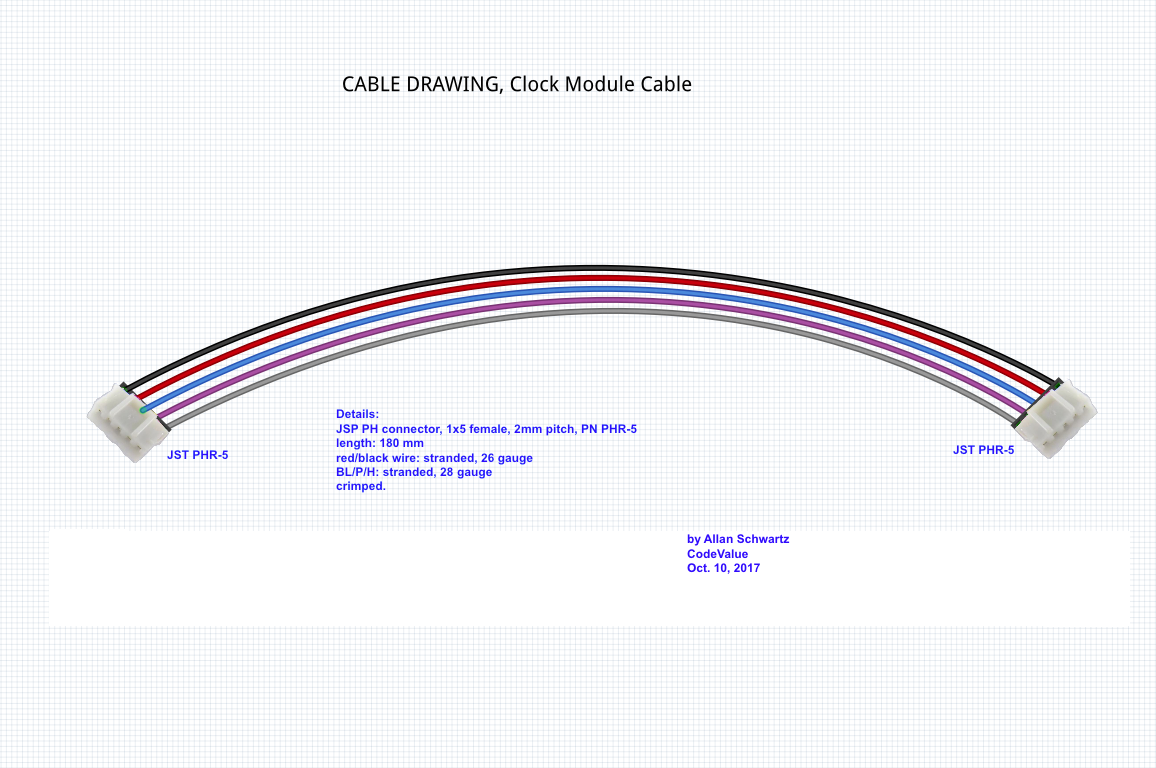 CABLE DRAWING, Clock Module Cable
Details:
JSP PH connector, 1x5 female, 2mm pitch, PN PHR-5
length: 180 mm
red/black wire: stranded, 26 gauge
BL/P/H: stranded, 28 gauge
crimped.
JST PHR-5
JST PHR-5
by Allan Schwartz
CodeValue
Oct. 10, 2017